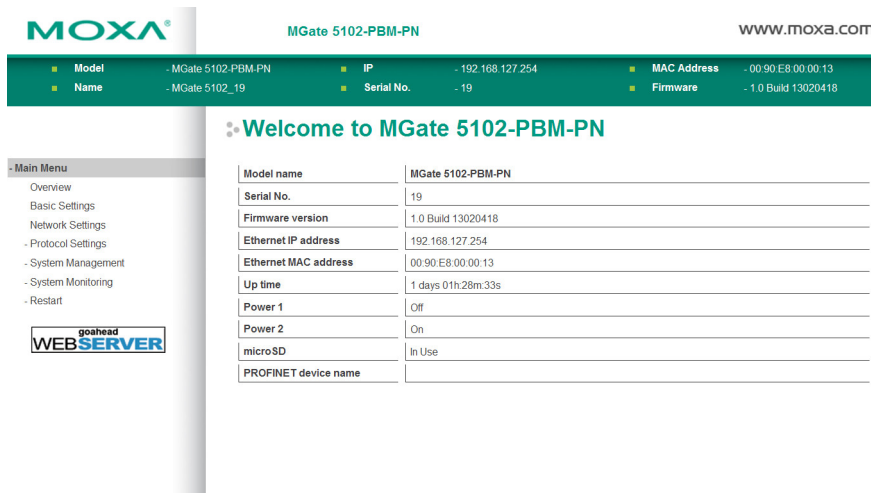 MOXA®
MGate 5102-PBM-PN
www.moxa.com
Model - MGate 5102-PBM-PN IP - 192.168.127.254 MAC Address - 00:90:E8:00:00:13
Name - MGate 5102_19 Serial No. - 19 Firmware - 1.0 Build 13020418
Welcome to MGate 5102-PBM-PN
- Main Menu
Overview
Basic Settings
Network Settings
- Protocol Settings
- System Management
- System Monitoring
- Restart
goahead
WEBSERVER
Model name MGate 5102-PBM-PN
Serial No. 19
Firmware version 1.0 Build 13020418
Ethernet IP address 192.168.127.254
Ethernet MAC address 00:90:E8:00:00:13
Up time 1 days 01h:28m:33s
Power 1 Off
Power 2 On
microSD In Use
PROFINET device name